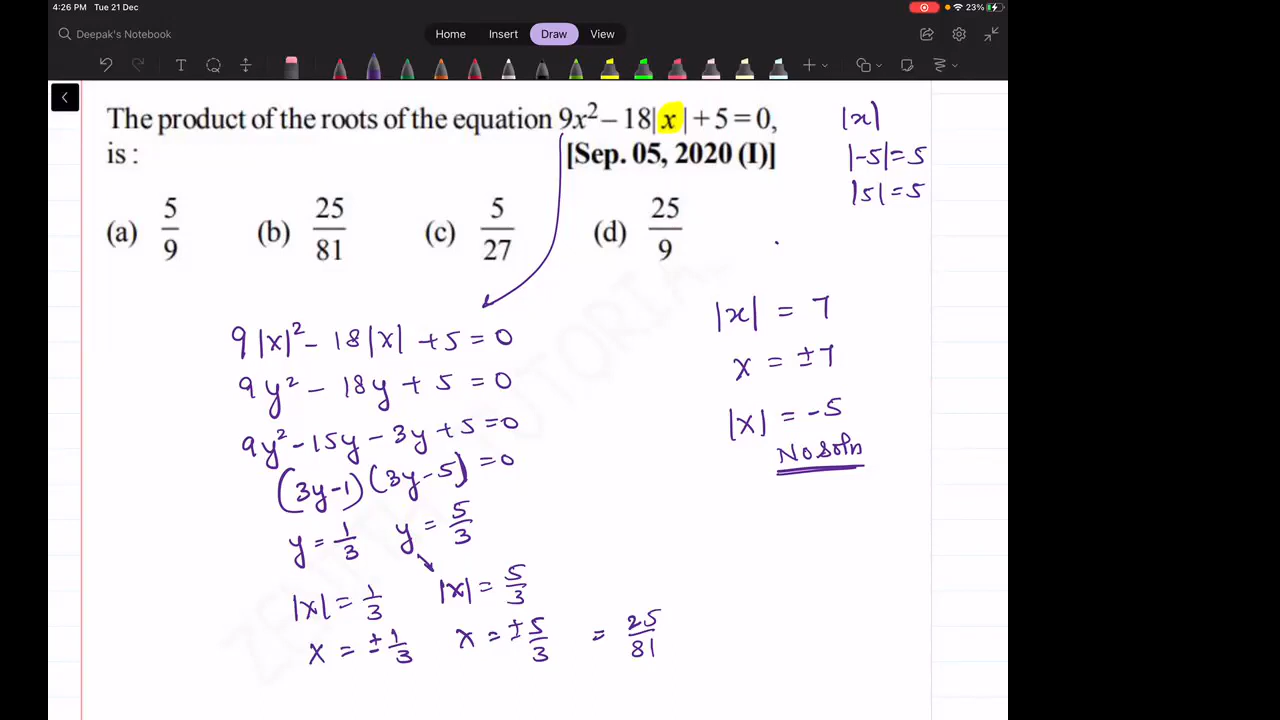 4:26 PM Tue 21 Dec
23%
Deepak's Notebook
Home Insert Draw View
The product of the roots of the equation 9x² – 18|x| + 5 = 0,
is :
[Sep. 05, 2020 (I)]
(a) 5/9 (b) 25/81 (c) 5/27 (d) 25/9
|x|
|-5| = 5
|5| = 5
9|x|² - 18|x| + 5 = 0
9y² - 18y + 5 = 0
9y² - 15y - 3y + 5 = 0
(3y-1)(3y-5) = 0
y = 1/3 y = 5/3
|x| = 1/3 |x| = 5/3
x = ±1/3 x = ±5/3 = 25/81
|x| = 7
x = ±7
|x| = -5
No soln